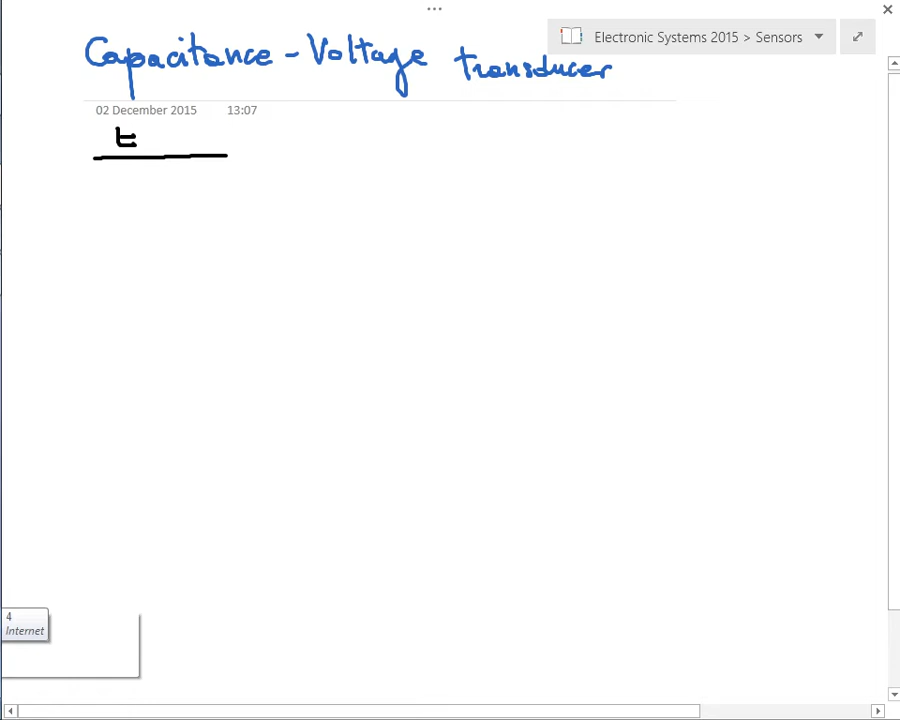 Electronic Systems 2015 > Sensors
Capacitance - Voltage transducer
02 December 2015 13:07
4
Internet